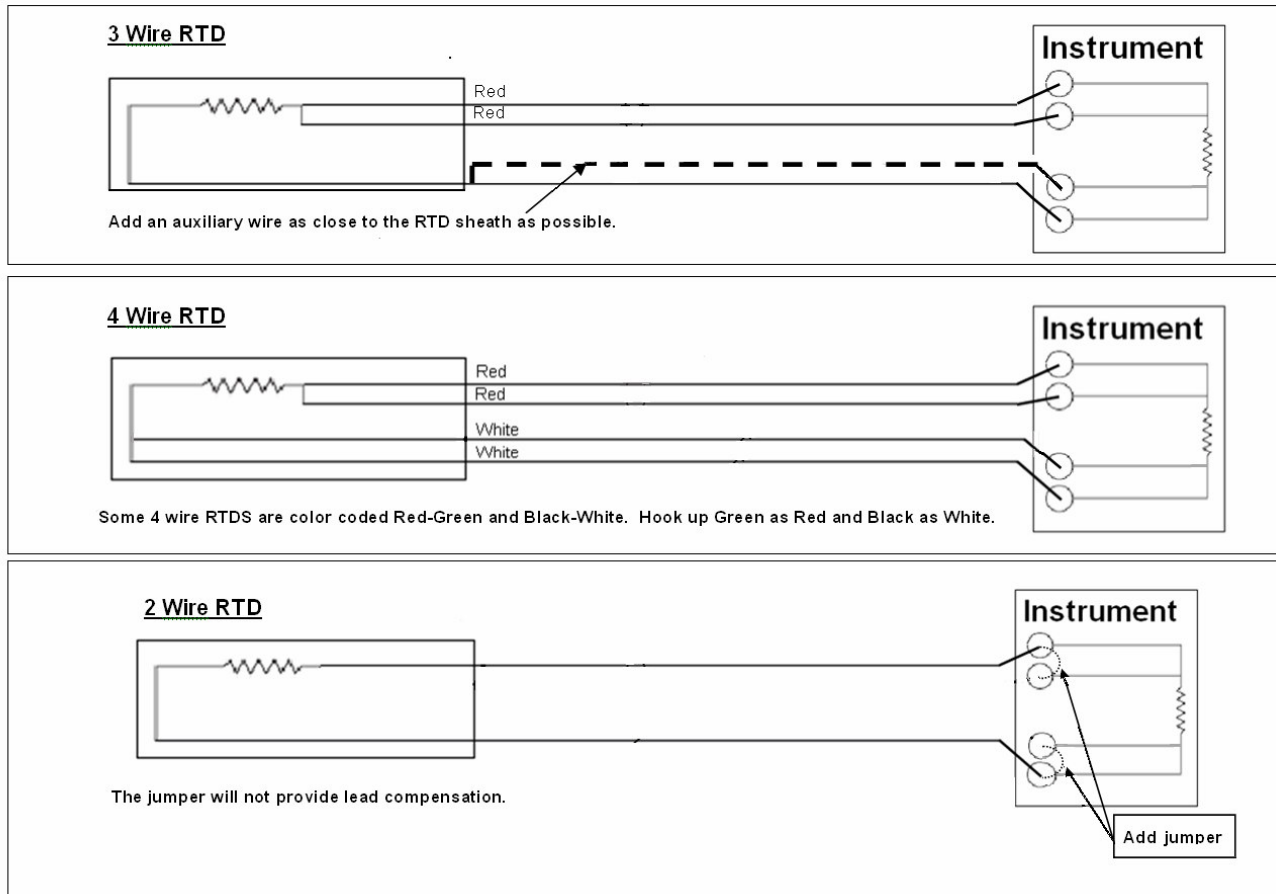 3 Wire RTD
Instrument
Red
Red
Add an auxiliary wire as close to the RTD sheath as possible.
4 Wire RTD
Instrument
Red
Red
White
White
Some 4 wire RTDS are color coded Red-Green and Black-White.  Hook up Green as Red and Black as White.
2 Wire RTD
Instrument
The jumper will not provide lead compensation.
Add jumper